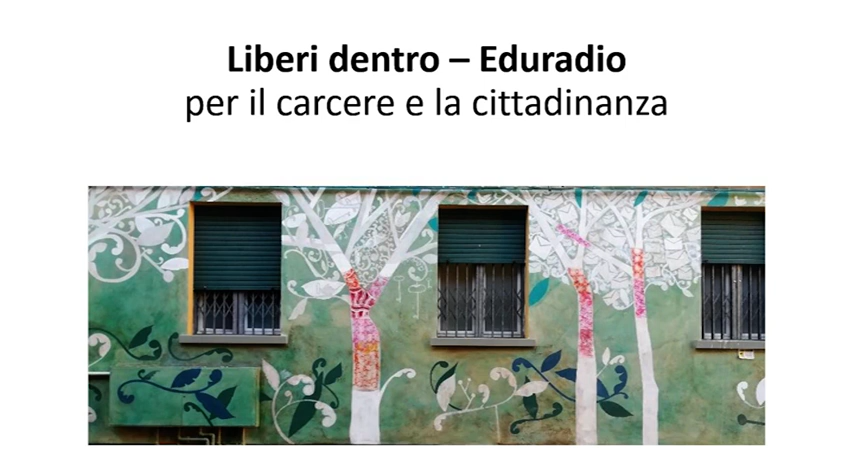 Liberi dentro – Eduradio
per il carcere e la cittadinanza